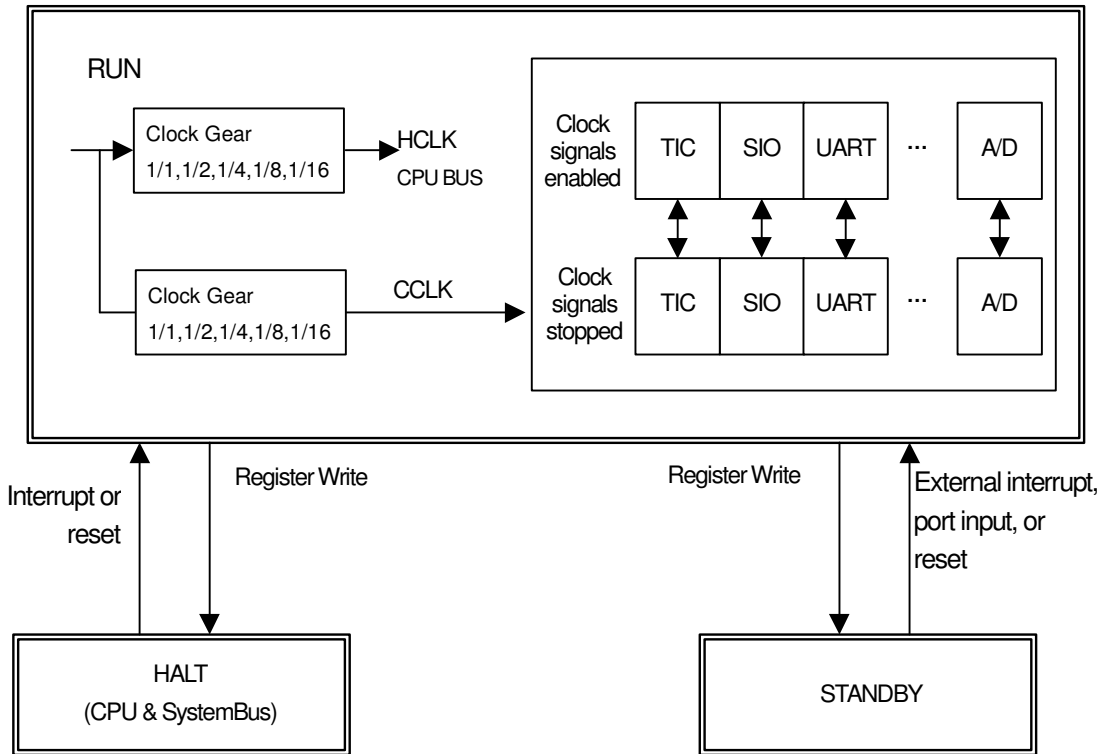 RUN
Clock Gear
1/1,1/2,1/4,1/8,1/16
HCLK
CPU BUS
Clock Gear
1/1,1/2,1/4,1/8,1/16
CCLK
Clock
signals
enabled
TIC
SIO
UART
...
A/D
Clock
signals
stopped
TIC
SIO
UART
...
A/D
Interrupt or
reset
Register Write
Register Write
External interrupt,
port input, or
reset
HALT
(CPU & SystemBus)
STANDBY